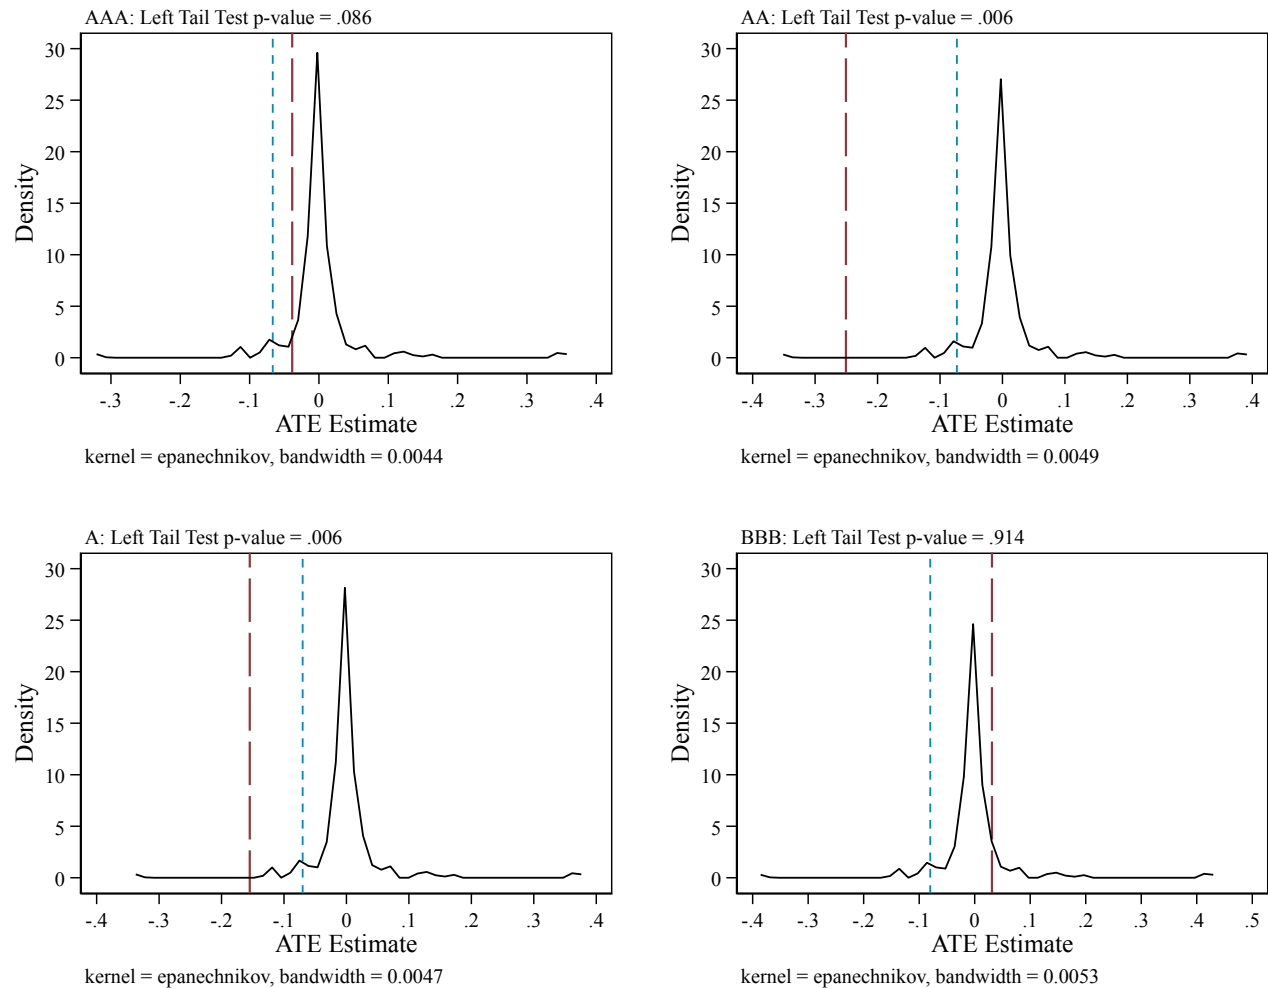 AAA: Left Tail Test p-value = .086
30
25
20
15
10
5
0
Density
-.3 -.2 -.1 0 .1 .2 .3 .4
ATE Estimate
kernel = epanechnikov, bandwidth = 0.0044
AA: Left Tail Test p-value = .006
30
25
20
15
10
5
0
Density
-.4 -.3 -.2 -.1 0 .1 .2 .3 .4
ATE Estimate
kernel = epanechnikov, bandwidth = 0.0049
A: Left Tail Test p-value = .006
30
25
20
15
10
5
0
Density
-.4 -.3 -.2 -.1 0 .1 .2 .3 .4
ATE Estimate
kernel = epanechnikov, bandwidth = 0.0047
BBB: Left Tail Test p-value = .914
30
25
20
15
10
5
0
Density
-.4 -.3 -.2 -.1 0 .1 .2 .3 .4 .5
ATE Estimate
kernel = epanechnikov, bandwidth = 0.0053